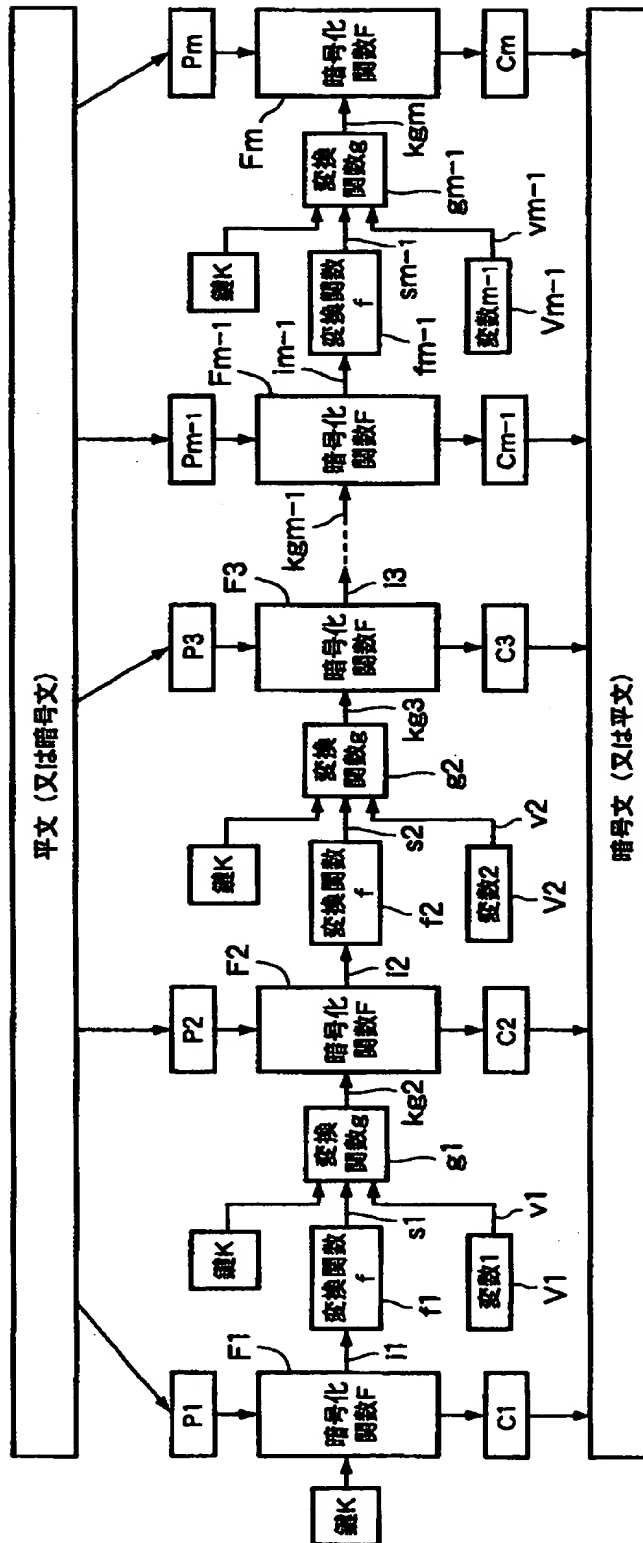 平文（又は暗号文）
P1
P2
P3
Pm-1
Pm
F1
F2
F3
Fm-1
Fm
鍵K
暗号化
関数F
i1
変換関数
f
f1
s1
鍵K
変換
関数g
g1
kg2
変数1
V1
v1
暗号化
関数F
i2
変換関数
f
f2
s2
鍵K
変換
関数g
g2
kg3
変数2
V2
v2
暗号化
関数F
i3
kgm-1
暗号化
関数F
im-1
変換関数
f
fm-1
sm-1
鍵K
変換
関数g
gm-1
kgm
変数m-1
Vm-1
vm-1
暗号化
関数F
C1
C2
C3
Cm-1
Cm
暗号文（又は平文）